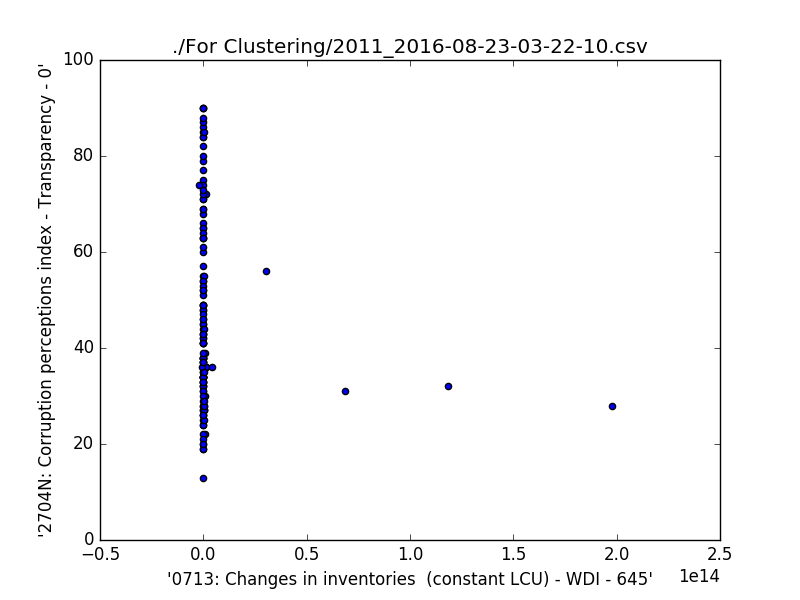 ./For Clustering/2011_2016-08-23-03-22-10.csv
'2704N: Corruption perceptions index - Transparency - 0'
100
80
60
40
20
0
−0.5 0.0 0.5 1.0 1.5 2.0 2.5
1e14
'0713: Changes in inventories  (constant LCU) - WDI - 645'